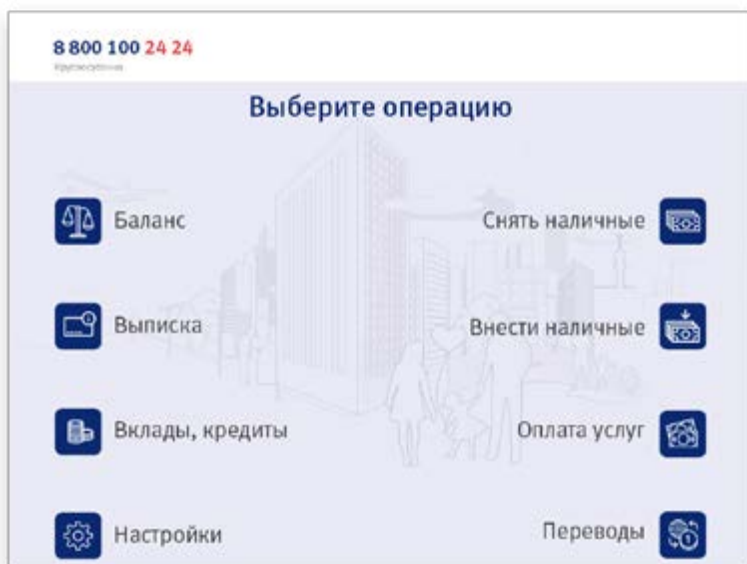 8 800 100 24 24
Круглосуточно
Выберите операцию
Баланс
Снять наличные
Выписка
Внести наличные
Вклады, кредиты
Оплата услуг
Настройки
Переводы